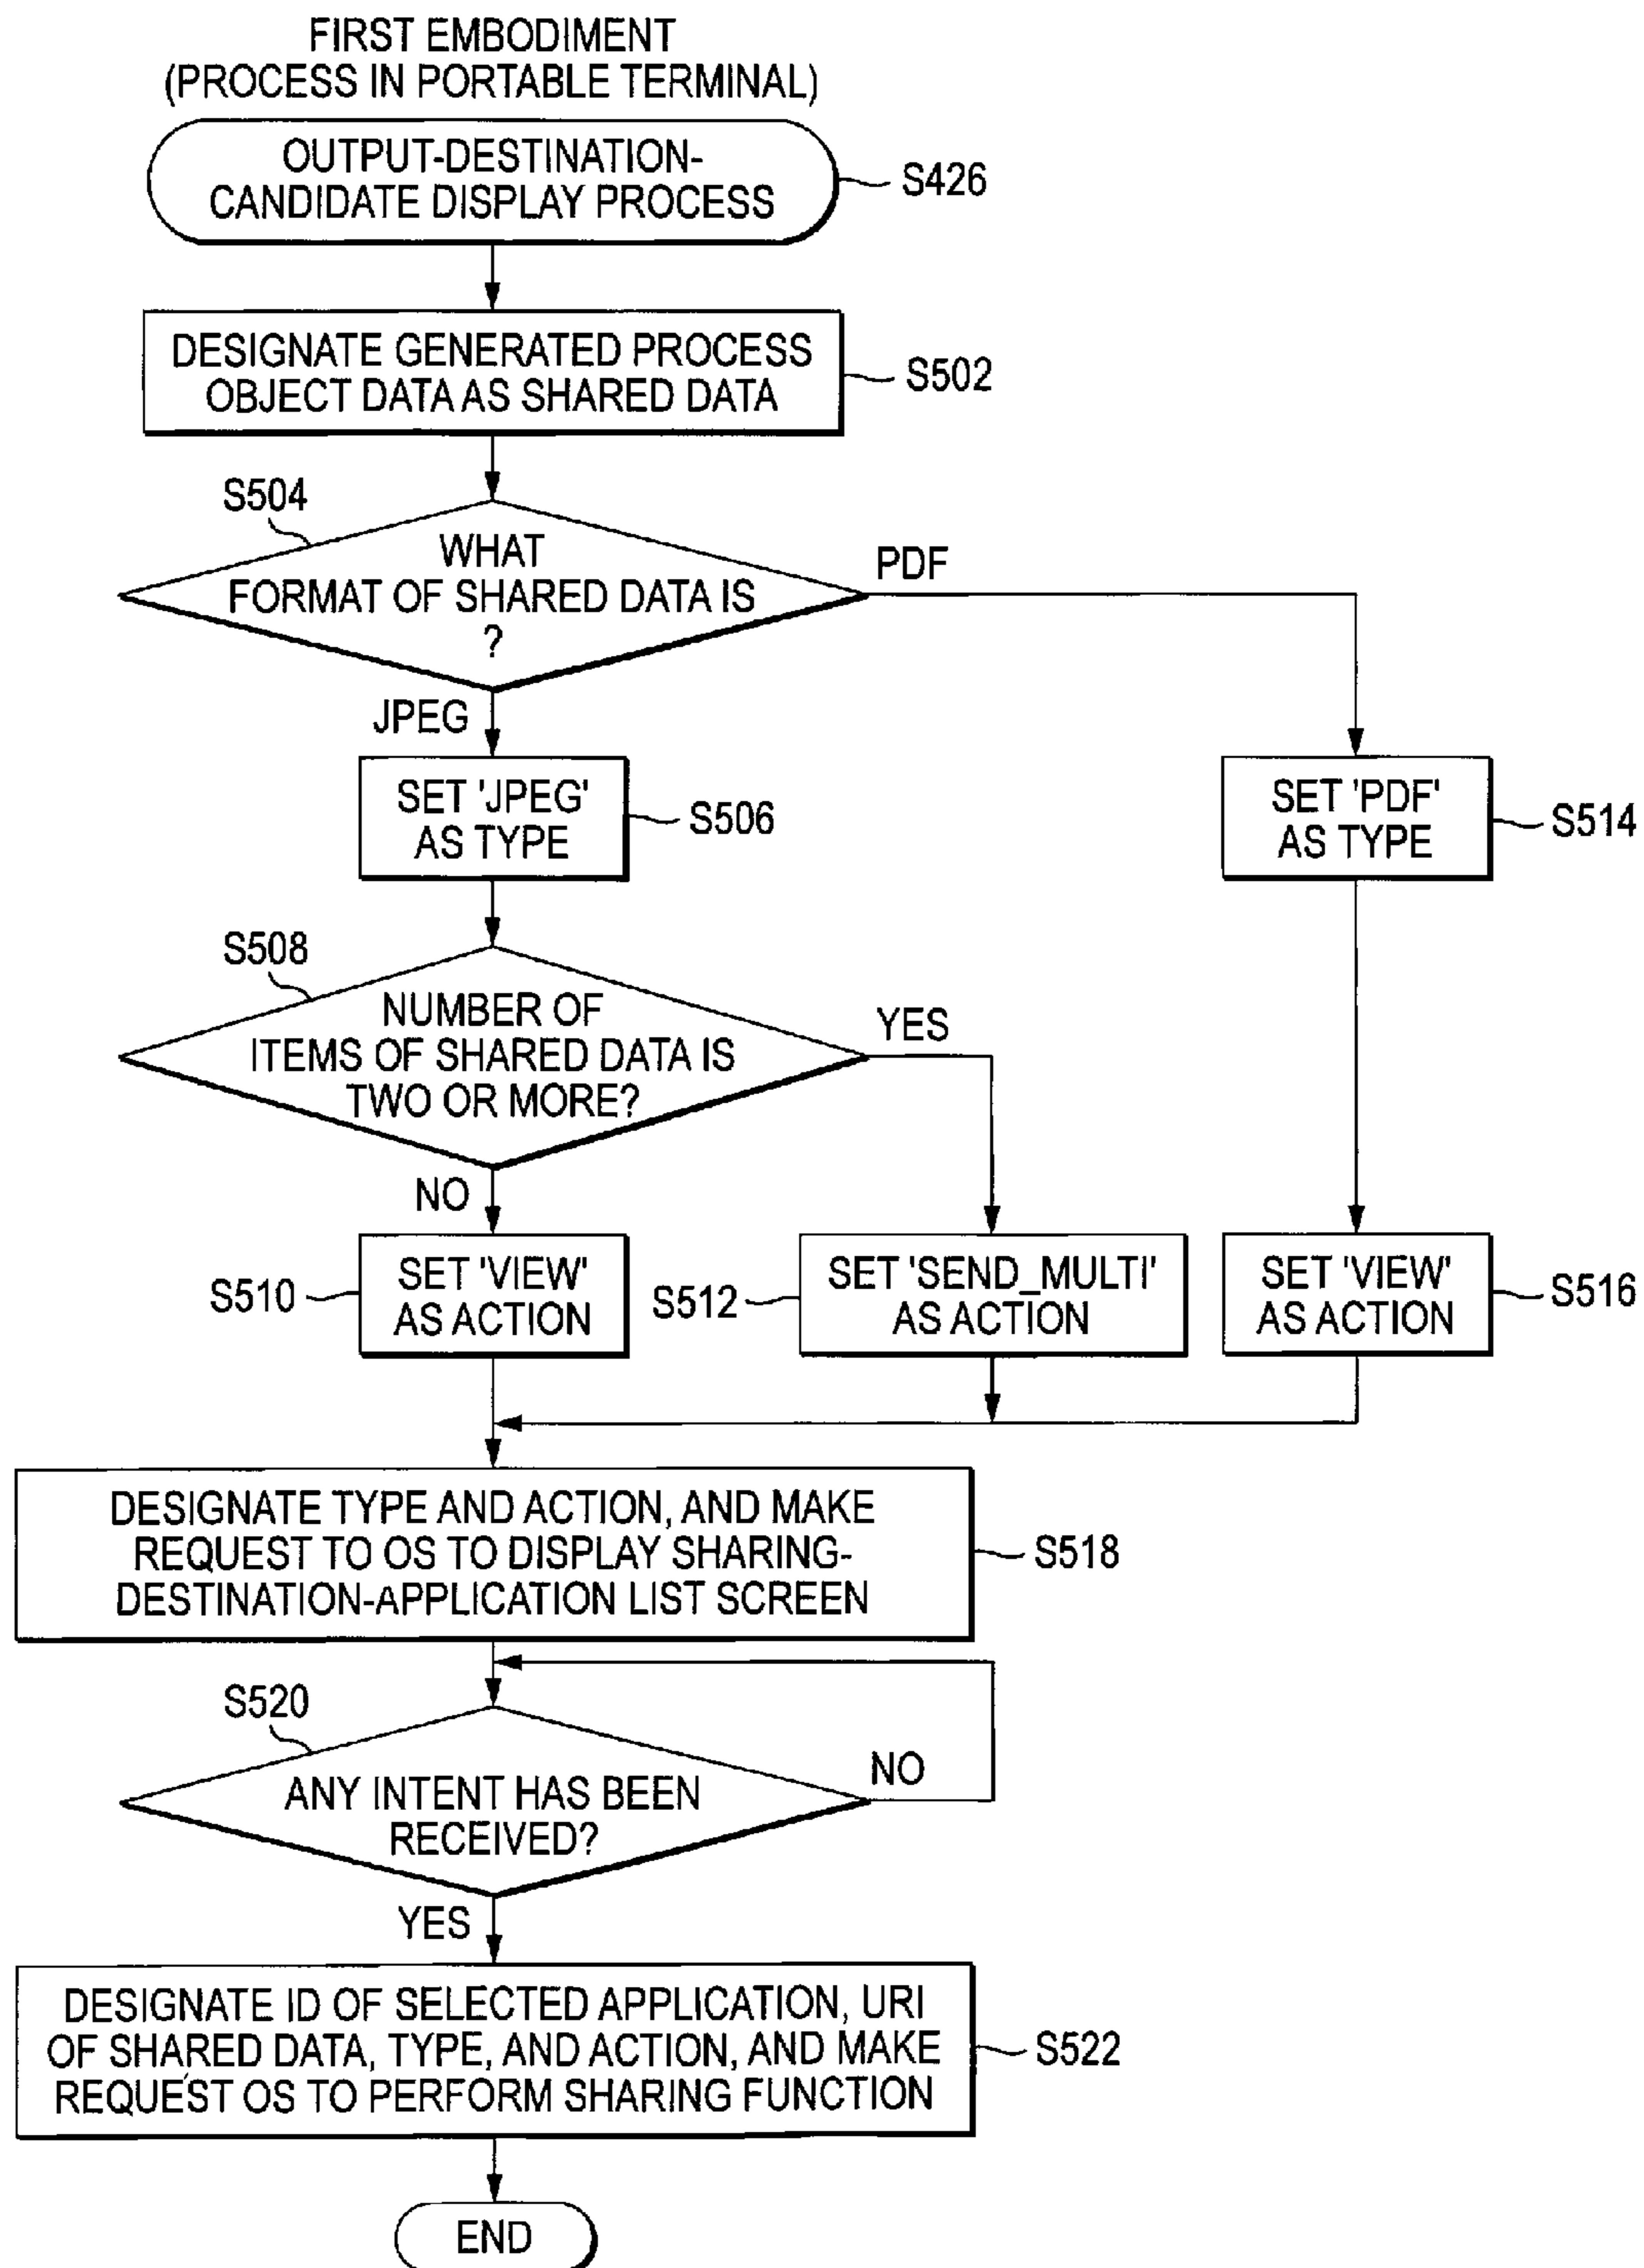 FIRST EMBODIMENT
(PROCESS IN PORTABLE TERMINAL)
OUTPUT-DESTINATION-
CANDIDATE DISPLAY PROCESS
S426
DESIGNATE GENERATED PROCESS
OBJECT DATA AS SHARED DATA
S502
S504
WHAT
FORMAT OF SHARED DATA IS
?
PDF
JPEG
SET 'JPEG'
AS TYPE
S506
SET 'PDF'
AS TYPE
S514
S508
NUMBER OF
ITEMS OF SHARED DATA IS
TWO OR MORE?
YES
NO
S510
SET 'VIEW'
AS ACTION
S512
SET 'SEND_MULTI'
AS ACTION
SET 'VIEW'
AS ACTION
S516
DESIGNATE TYPE AND ACTION, AND MAKE
REQUEST TO OS TO DISPLAY SHARING-
DESTINATION-APPLICATION LIST SCREEN
S518
S520
ANY INTENT HAS BEEN
RECEIVED?
NO
YES
DESIGNATE ID OF SELECTED APPLICATION, URI
OF SHARED DATA, TYPE, AND ACTION, AND MAKE
REQUEST OS TO PERFORM SHARING FUNCTION
S522
END